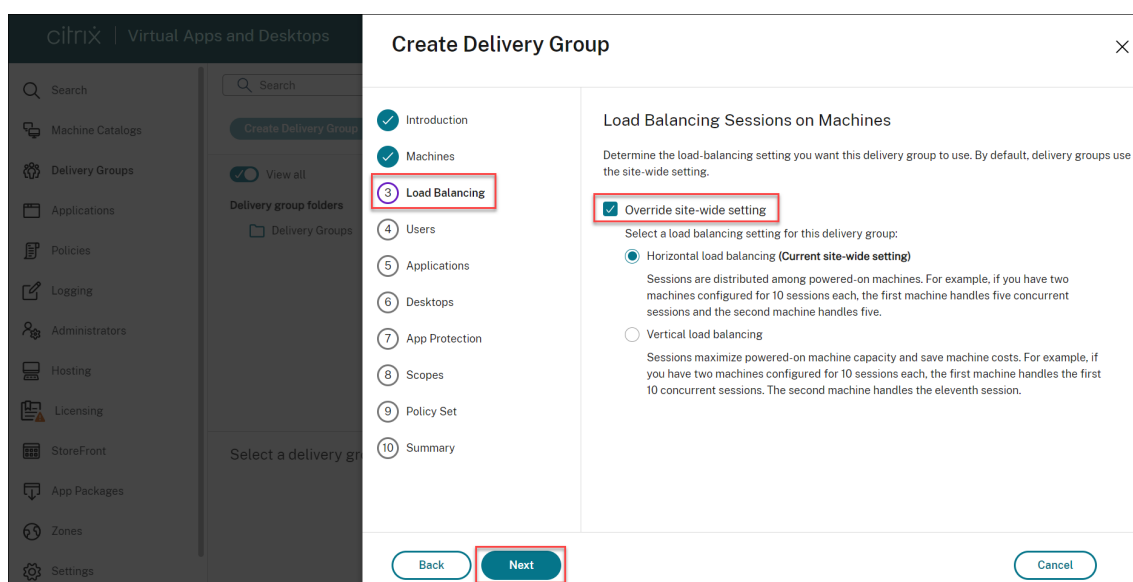 citrix | Virtual Apps and Desktops
Search
Machine Catalogs
Delivery Groups
Applications
Policies
Logging
Administrators
Hosting
Licensing
StoreFront
App Packages
Zones
Settings
Search
Create Delivery Group
View all
Delivery group folders
Delivery Groups
Select a delivery gr
Create Delivery Group
Introduction
Machines
3 Load Balancing
4 Users
5 Applications
6 Desktops
7 App Protection
8 Scopes
9 Policy Set
10 Summary
Load Balancing Sessions on Machines
Determine the load-balancing setting you want this delivery group to use. By default, delivery groups use
the site-wide setting.
Override site-wide setting
Select a load balancing setting for this delivery group:
Horizontal load balancing (Current site-wide setting)
Sessions are distributed among powered-on machines. For example, if you have two
machines configured for 10 sessions each, the first machine handles five concurrent
sessions and the second machine handles five.
Vertical load balancing
Sessions maximize powered-on machine capacity and save machine costs. For example, if
you have two machines configured for 10 sessions each, the first machine handles the first
10 concurrent sessions. The second machine handles the eleventh session.
Back
Next
Cancel